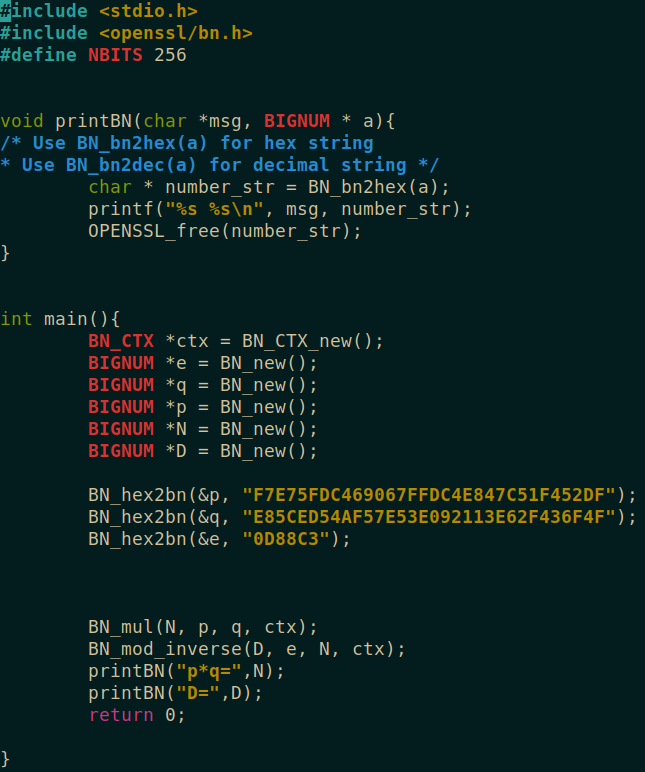 #include <stdio.h>
#include <openssl/bn.h>
#define NBITS 256
void printBN(char *msg, BIGNUM * a){
/* Use BN_bn2hex(a) for hex string
* Use BN_bn2dec(a) for decimal string */
char * number_str = BN_bn2hex(a);
printf("%s %s\n", msg, number_str);
OPENSSL_free(number_str);
}
int main(){
BN_CTX *ctx = BN_CTX_new();
BIGNUM *e = BN_new();
BIGNUM *q = BN_new();
BIGNUM *p = BN_new();
BIGNUM *N = BN_new();
BIGNUM *D = BN_new();
BN_hex2bn(&p, "F7E75FDC469067FFDC4E847C51F452DF");
BN_hex2bn(&q, "E85CED54AF57E53E092113E62F436F4F");
BN_hex2bn(&e, "0D88C3");
BN_mul(N, p, q, ctx);
BN_mod_inverse(D, e, N, ctx);
printBN("p*q=",N);
printBN("D=",D);
return 0;
}